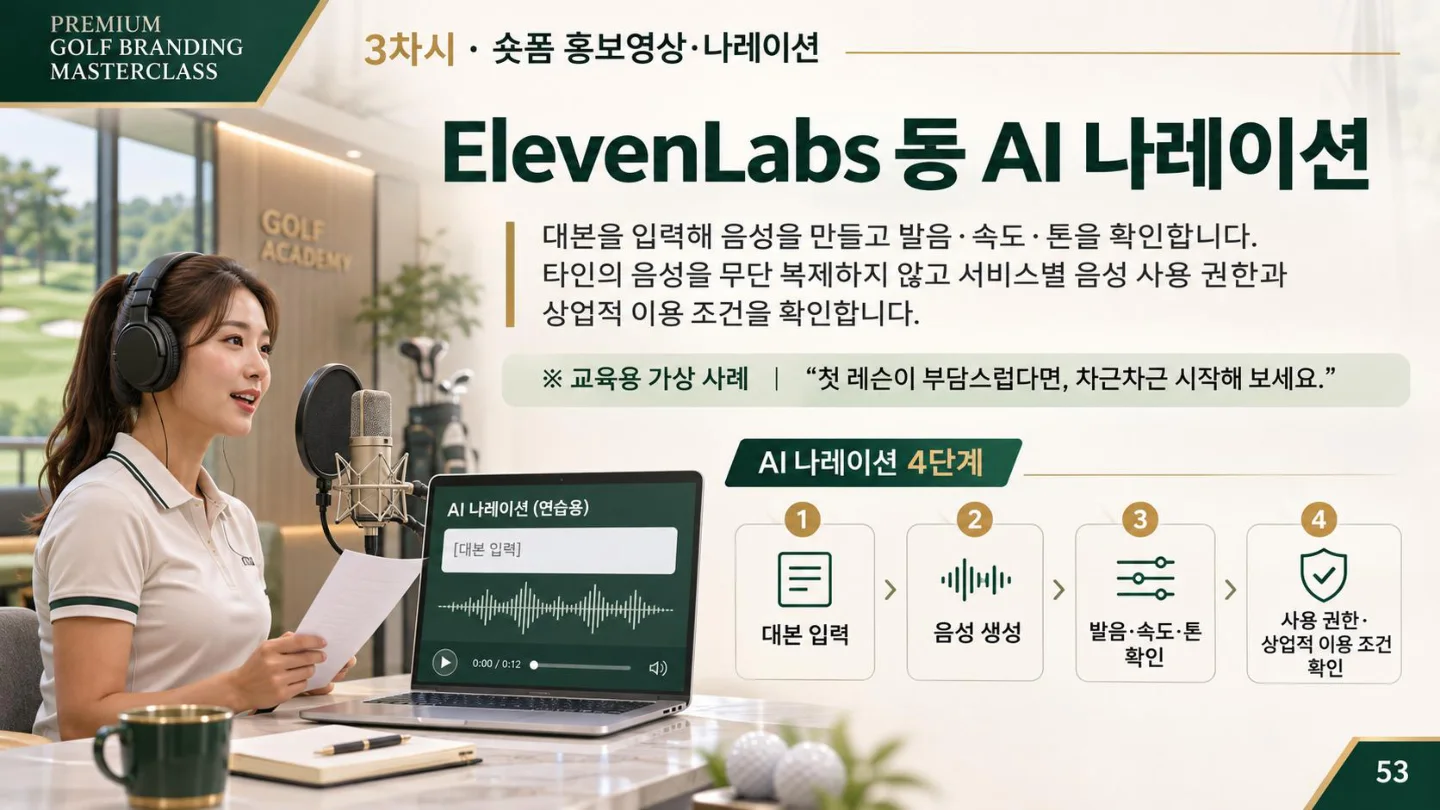 PREMIUM
GOLF BRANDING
MASTERCLASS
3차시 · 숏폼 홍보영상·나레이션
ElevenLabs 동 AI 나레이션
대본을 입력해 음성을 만들고 발음·속도·톤을 확인합니다.
타인의 음성을 무단 복제하지 않고 서비스별 음성 사용 권한과
상업적 이용 조건을 확인합니다.
※ 교육용 가상 사례 | “첫 레슨이 부담스럽다면, 차근차근 시작해 보세요.”
GOLF
ACADEMY
AI 나레이션 4단계
1
대본 입력
2
음성 생성
3
발음·속도·톤
확인
4
사용 권한·
상업적 이용 조건
확인
AI 나레이션 (연습용)
[대본 입력]
0:00 / 0:12
53